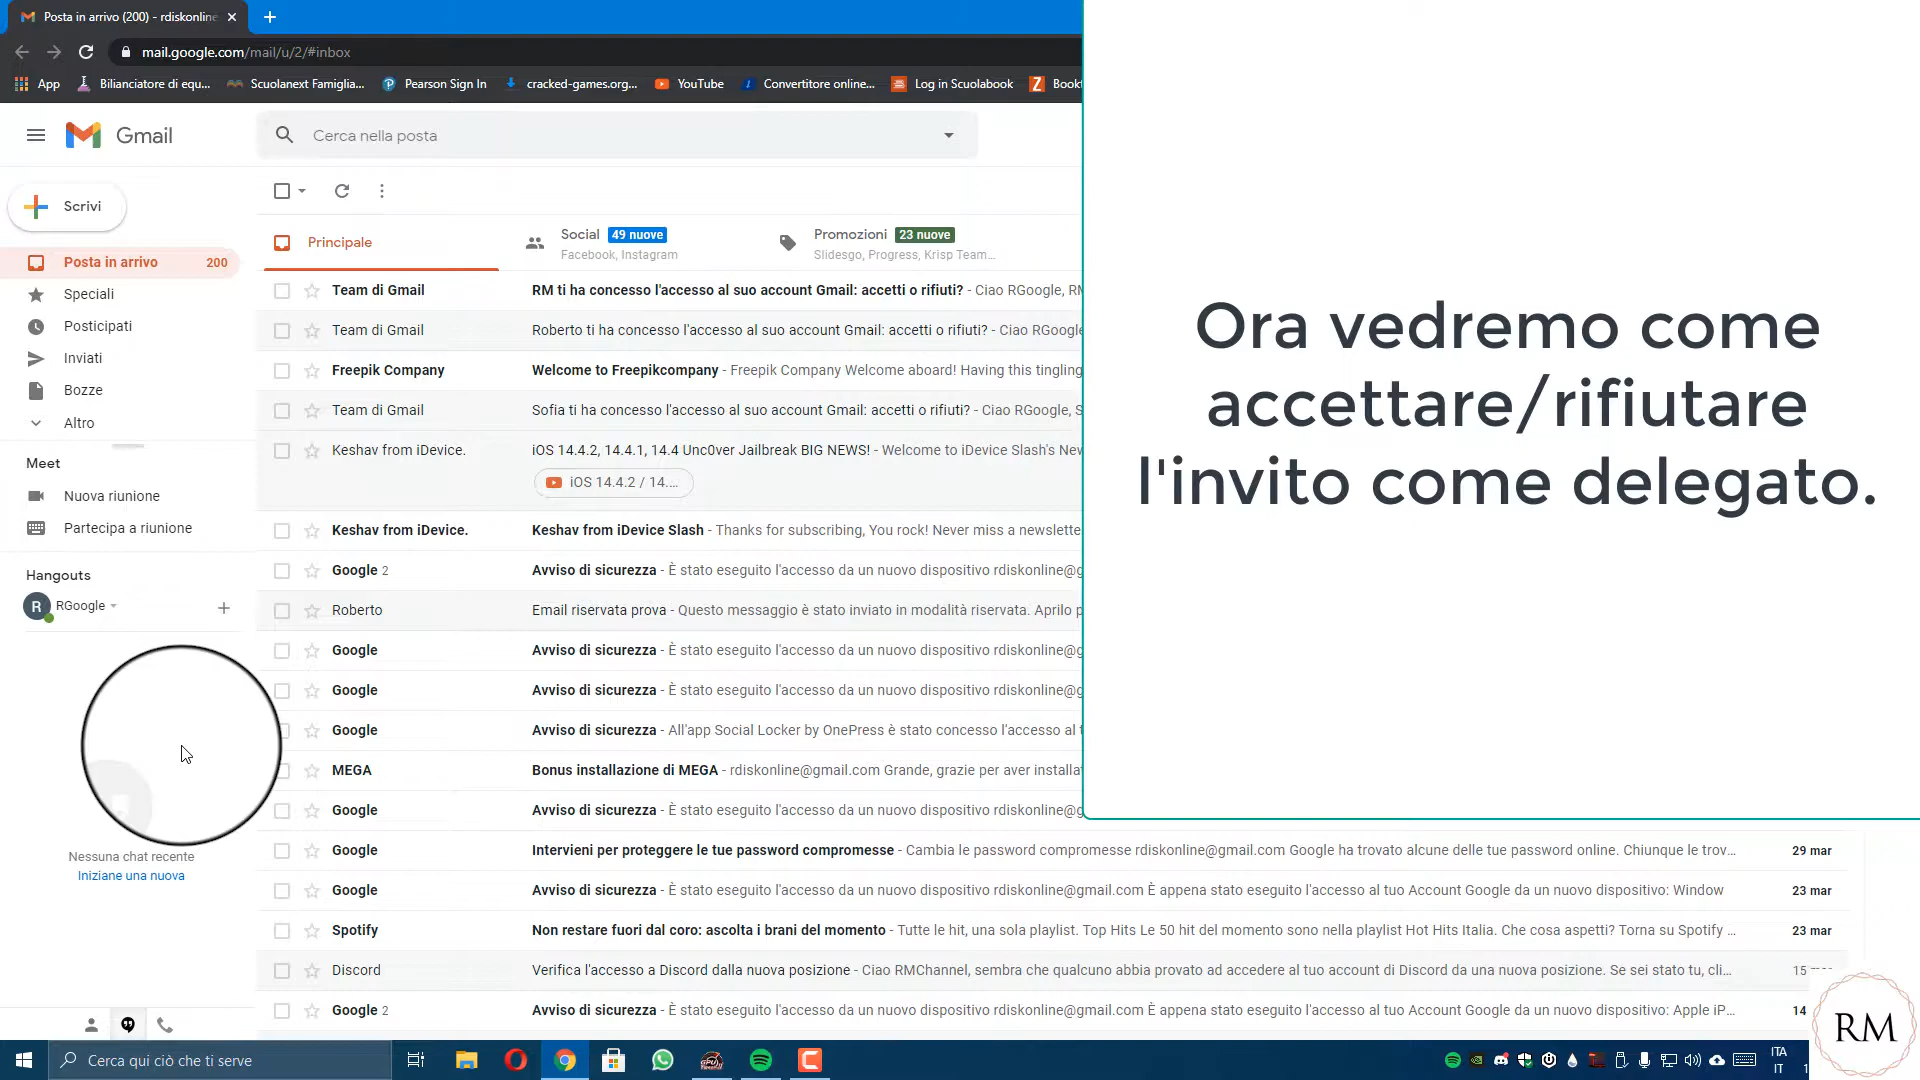 Posta in arrivo (200) - rdiskonline
mail.google.com/mail/u/2/#inbox
App
Bilianciatore di equ...
Scuolanext Famiglia...
Pearson Sign In
cracked-games.org...
YouTube
Convertitore online...
Log in Scuolabook
Gmail
Cerca nella posta
Scrivi
Posta in arrivo 200
Speciali
Posticipati
Inviati
Bozze
Altro
Meet
Nuova riunione
Partecipa a riunione
Hangouts
R RGoogle
Nessuna chat recente
Iniziane una nuova
Principale
Social 49 nuove
Facebook, Instagram
Promozioni 23 nuove
Slidesgo, Progress, Krisp Team...
Team di Gmail RM ti ha concesso l'accesso al suo account Gmail: accetti o rifiuti? - Ciao RGoogle, RM
Team di Gmail Roberto ti ha concesso l'accesso al suo account Gmail: accetti o rifiuti? - Ciao RGoogle
Freepik Company Welcome to Freepikcompany - Freepik Company Welcome aboard! Having this tingling
Team di Gmail Sofia ti ha concesso l'accesso al suo account Gmail: accetti o rifiuti? - Ciao RGoogle, S
Keshav from iDevice. iOS 14.4.2, 14.4.1, 14.4 Unc0ver Jailbreak BIG NEWS! - Welcome to iDevice Slash's New
iOS 14.4.2 / 14....
Keshav from iDevice. Keshav from iDevice Slash - Thanks for subscribing, You rock! Never miss a newslette
Google 2 Avviso di sicurezza - È stato eseguito l'accesso da un nuovo dispositivo rdiskonline@g
Roberto Email riservata prova - Questo messaggio è stato inviato in modalità riservata. Aprilo p
Google Avviso di sicurezza - È stato eseguito l'accesso da un nuovo dispositivo rdiskonline@g
Google Avviso di sicurezza - È stato eseguito l'accesso da un nuovo dispositivo rdiskonline@g
Google Avviso di sicurezza - All'app Social Locker by OnePress è stato concesso l'accesso al t
MEGA Bonus installazione di MEGA - rdiskonline@gmail.com Grande, grazie per aver installa
Google Avviso di sicurezza - È stato eseguito l'accesso da un nuovo dispositivo rdiskonline@g
Google Intervieni per proteggere le tue password compromesse - Cambia le password compromesse rdiskonline@gmail.com Google ha trovato alcune delle tue password online. Chiunque le trov... 29 mar
Google Avviso di sicurezza - È stato eseguito l'accesso da un nuovo dispositivo rdiskonline@gmail.com È appena stato eseguito l'accesso al tuo Account Google da un nuovo dispositivo: Window 23 mar
Spotify Non restare fuori dal coro: ascolta i brani del momento - Tutte le hit, una sola playlist. Top Hits Le 50 hit del momento sono nella playlist Hot Hits Italia. Che cosa aspetti? Torna su Spotify ... 23 mar
Discord Verifica l'accesso a Discord dalla nuova posizione - Ciao RMChannel, sembra che qualcuno abbia provato ad accedere al tuo account di Discord da una nuova posizione. Se sei stato tu, cli... 15
Google 2 Avviso di sicurezza - È stato eseguito l'accesso da un nuovo dispositivo rdiskonline@gmail.com È appena stato eseguito l'accesso al tuo Account Google da un nuovo dispositivo: Apple iP... 14
Ora vedremo come
accettare/rifiutare
l'invito come delegato.
RM
Cerca qui ciò che ti serve
ITA
IT